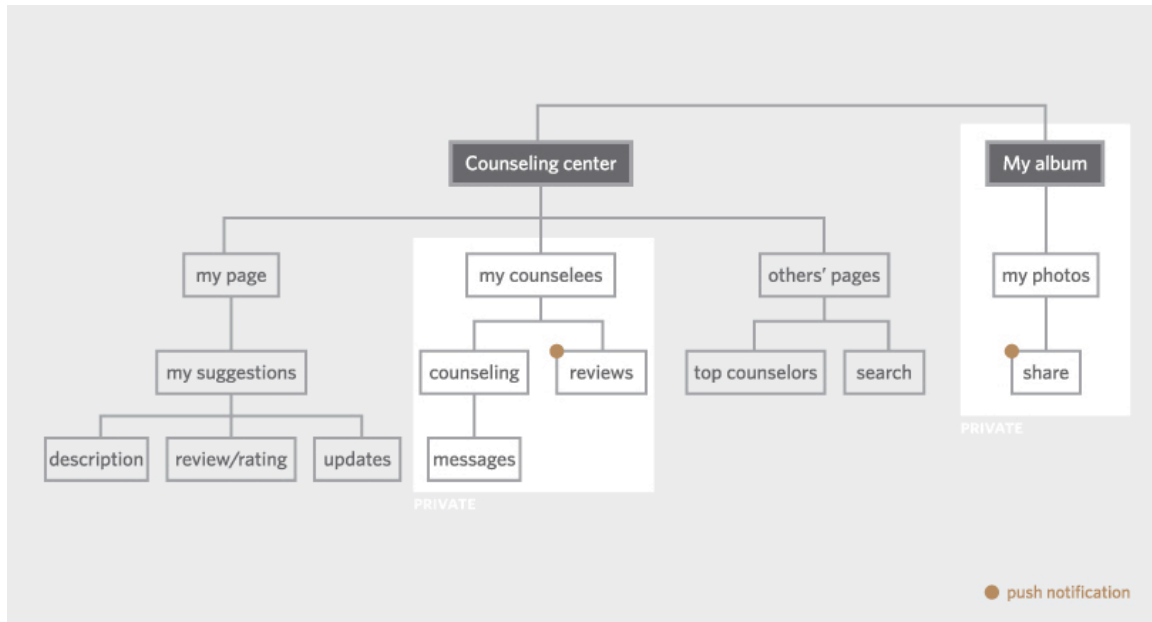 Counseling center
My album
my page
my counselees
others' pages
my photos
my suggestions
counseling
reviews
top counselors
search
share
PRIVATE
description
review/rating
updates
messages
PRIVATE
push notification